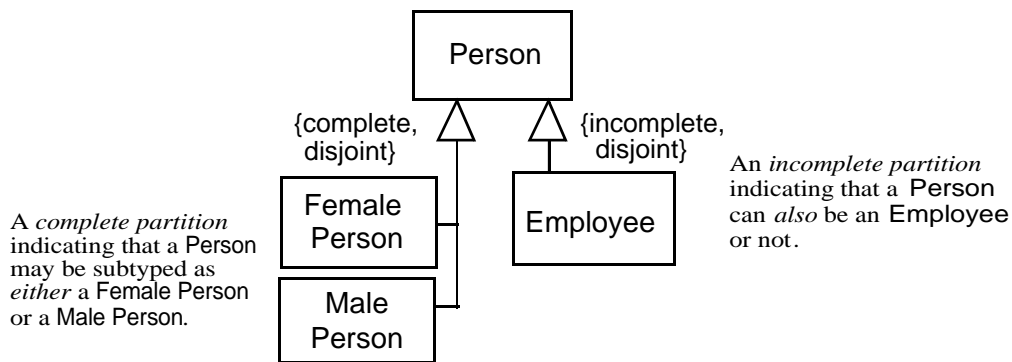 Person
{complete,
disjoint}
{incomplete,
disjoint}
Female
Person
Employee
Male
Person
A complete partition
indicating that a Person
may be subtyped as
either a Female Person
or a Male Person.
An incomplete partition
indicating that a Person
can also be an Employee
or not.